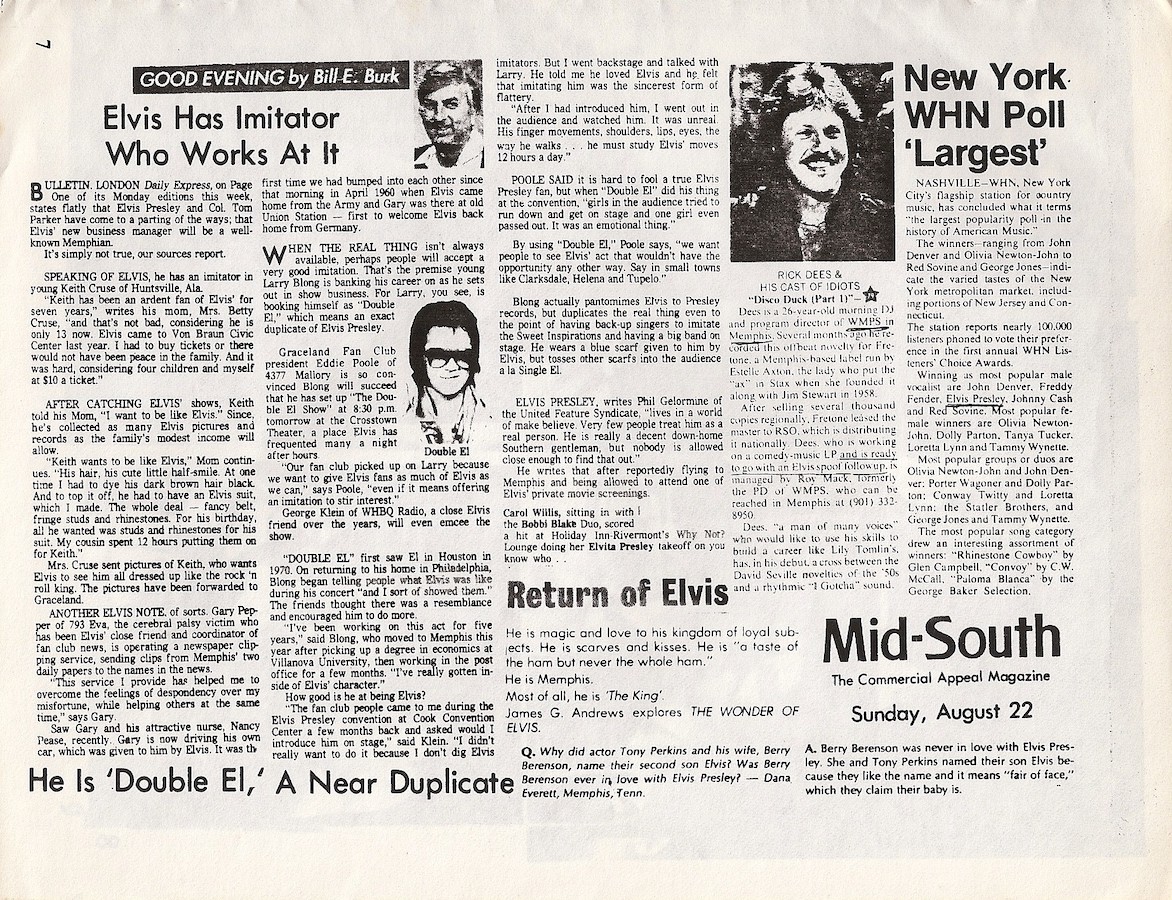 7
GOOD EVENING by Bill E. Burk
Elvis Has Imitator
Who Works At It
BULLETIN. LONDON Daily Express, on Page
One of its Monday editions this week,
states flatly that Elvis Presley and Col. Tom
Parker have come to a parting of the ways; that
Elvis' new business manager will be a well-
known Memphian.
It's simply not true, our sources report.
SPEAKING OF ELVIS, he has an imitator in
young Keith Cruse of Huntsville, Ala.
"Keith has been an ardent fan of Elvis' for
seven years," writes his mom, Mrs. Betty
Cruse, "and that's not bad, considering he is
only 13 now. Elvis came to Von Braun Civic
Center last year. I had to buy tickets or there
would not have been peace in the family. And it
was hard, considering four children and myself
at $10 a ticket."
AFTER CATCHING ELVIS' shows, Keith
told his Mom, "I want to be like Elvis." Since,
he's collected as many Elvis pictures and
records as the family's modest income will
allow.
"Keith wants to be like Elvis," Mom contin-
ues. "His hair, his cute little half-smile. At one
time I had to dye his dark brown hair black.
And to top it off, he had to have an Elvis suit,
which I made. The whole deal — fancy belt,
fringe studs and rhinestones. For his birthday,
all he wanted was studs and rhinestones for his
suit. My cousin spent 12 hours putting them on
for Keith."
Mrs. Cruse sent pictures of Keith, who wants
Elvis to see him all dressed up like the rock 'n
roll king. The pictures have been forwarded to
Graceland.
ANOTHER ELVIS NOTE, of sorts. Gary Pep-
per of 793 Eva, the cerebral palsy victim who
has been Elvis' close friend and coordinator of
fan club news, is operating a newspaper clip-
ping service, sending clips from Memphis' two
daily papers to the names in the news.
"This service I provide has helped me to
overcome the feelings of despondency over my
misfortune, while helping others at the same
time," says Gary.
Saw Gary and his attractive nurse, Nancy
Pease, recently. Gary is now driving his own
car, which was given to him by Elvis. It was th
first time we had bumped into each other since
that morning in April 1960 when Elvis came
home from the Army and Gary was there at old
Union Station — first to welcome Elvis back
home from Germany.
WHEN THE REAL THING isn't always
available, perhaps people will accept a
very good imitation. That's the premise young
Larry Blong is banking his career on as he sets
out in show business. For Larry, you see, is
booking himself as "Double
El," which means an exact
duplicate of Elvis Presley.
Graceland Fan Club
president Eddie Poole of
4377 Mallory is so con-
vinced Blong will succeed
that he has set up "The Dou-
ble El Show" at 8:30 p.m.
tomorrow at the Crosstown
Theater, a place Elvis has
frequented many a night
after hours.
Double El
"Our fan club picked up on Larry because
we want to give Elvis fans as much of Elvis as
we can," says Poole, "even if it means offering
an imitation to stir interest."
George Klein of WHBQ Radio, a close Elvis
friend over the years, will even emcee the
show.
"DOUBLE EL" first saw El in Houston in
1970. On returning to his home in Philadelphia,
Blong began telling people what Elvis was like
during his concert "and I sort of showed them."
The friends thought there was a resemblance
and encouraged him to do more.
"I've been working on this act for five
years," said Blong, who moved to Memphis this
year after picking up a degree in economics at
Villanova University, then working in the post
office for a few months. "I've really gotten in-
side of Elvis' character."
How good is he at being Elvis?
"The fan club people came to me during the
Elvis Presley convention at Cook Convention
Center a few months back and asked would I
introduce him on stage," said Klein. "I didn't
really want to do it because I don't dig Elvis
imitators. But I went backstage and talked with
Larry. He told me he loved Elvis and he felt
that imitating him was the sincerest form of
flattery.
"After I had introduced him, I went out in
the audience and watched him. It was unreal.
His finger movements, shoulders, lips, eyes, the
way he walks . . . he must study Elvis' moves
12 hours a day."
POOLE SAID it is hard to fool a true Elvis
Presley fan, but when "Double El" did his thing
at the convention, "girls in the audience tried to
run down and get on stage and one girl even
passed out. It was an emotional thing."
By using "Double El," Poole says, "we want
people to see Elvis' act that wouldn't have the
opportunity any other way. Say in small towns
like Clarksdale, Helena and Tupelo."
Blong actually pantomimes Elvis to Presley
records, but duplicates the real thing even to
the point of having back-up singers to imitate
the Sweet Inspirations and having a big band on
stage. He wears a blue scarf given to him by
Elvis, but tosses other scarfs into the audience
a la Single El.
ELVIS PRESLEY, writes Phil Gelormine of
the United Feature Syndicate, "lives in a world
of make believe. Very few people treat him as a
real person. He is really a decent down-home
Southern gentleman, but nobody is allowed
close enough to find that out."
He writes that after reportedly flying to
Memphis and being allowed to attend one of
Elvis' private movie screenings.
Carol Willis, sitting in with
the Bobbi Blake Duo, scored
a hit at Holiday Inn-Rivermont's Why Not?
Lounge doing her Elvita Presley takeoff on you
know who . .
He Is 'Double El,' A Near Duplicate
Return of Elvis
He is magic and love to his kingdom of loyal sub-
jects. He is scarves and kisses. He is "a taste of
the ham but never the whole ham."
He is Memphis.
Most of all, he is 'The King'.
James G. Andrews explores THE WONDER OF
ELVIS.
Q. Why did actor Tony Perkins and his wife, Berry
Berenson, name their second son Elvis? Was Berry
Berenson ever in love with Elvis Presley? — Dana
Everett, Memphis, Tenn.
RICK DEES &
HIS CAST OF IDIOTS
"Disco Duck (Part 1)"—
Dees is a 26-year-old morning DJ
and program director of WMPS in
Memphis. Several months ago he re-
corded this offbeat novelty for Fre-
tone, a Memphis-based label run by
Estelle Axton, the lady who put the
"ax" in Stax when she founded it
along with Jim Stewart in 1958.
After selling several thousand
copies regionally, Fretone leased the
master to RSO, which is distributing
it nationally. Dees, who is working
on a comedy-music LP and is ready
to go with an Elvis spoof followup, is
managed by Roy Mack, formerly
the PD of WMPS, who can be
reached in Memphis at (901) 332-
8950.
Dees, "a man of many voices"
who would like to use his skills to
build a career like Lily Tomlin's,
has, in his debut, a cross between the
David Seville novelties of the '50s
and a rhythmic "I Gotcha" sound.
New York
WHN Poll
'Largest'
NASHVILLE—WHN, New York
City's flagship station for country
music, has concluded what it terms
"the largest popularity poll in the
history of American Music."
The winners—ranging from John
Denver and Olivia Newton-John to
Red Sovine and George Jones—indi-
cate the varied tastes of the New
York metropolitan market, includ-
ing portions of New Jersey and Con-
necticut.
The station reports nearly 100,000
listeners phoned to vote their prefer-
ence in the first annual WHN Lis-
teners' Choice Awards.
Winning as most popular male
vocalist are John Denver, Freddy
Fender, Elvis Presley, Johnny Cash
and Red Sovine. Most popular fe-
male winners are Olivia Newton-
John, Dolly Parton, Tanya Tucker,
Loretta Lynn and Tammy Wynette.
Most popular groups or duos are
Olivia Newton-John and John Den-
ver; Porter Wagoner and Dolly Par-
ton; Conway Twitty and Loretta
Lynn; the Statler Brothers, and
George Jones and Tammy Wynette.
The most popular song category
drew an interesting assortment of
winners: "Rhinestone Cowboy" by
Glen Campbell, "Convoy" by C.W.
McCall, "Paloma Blanca" by the
George Baker Selection.
Mid-South
The Commercial Appeal Magazine
Sunday, August 22
A. Berry Berenson was never in love with Elvis Pres-
ley. She and Tony Perkins named their son Elvis be-
cause they like the name and it means "fair of face,"
which they claim their baby is.